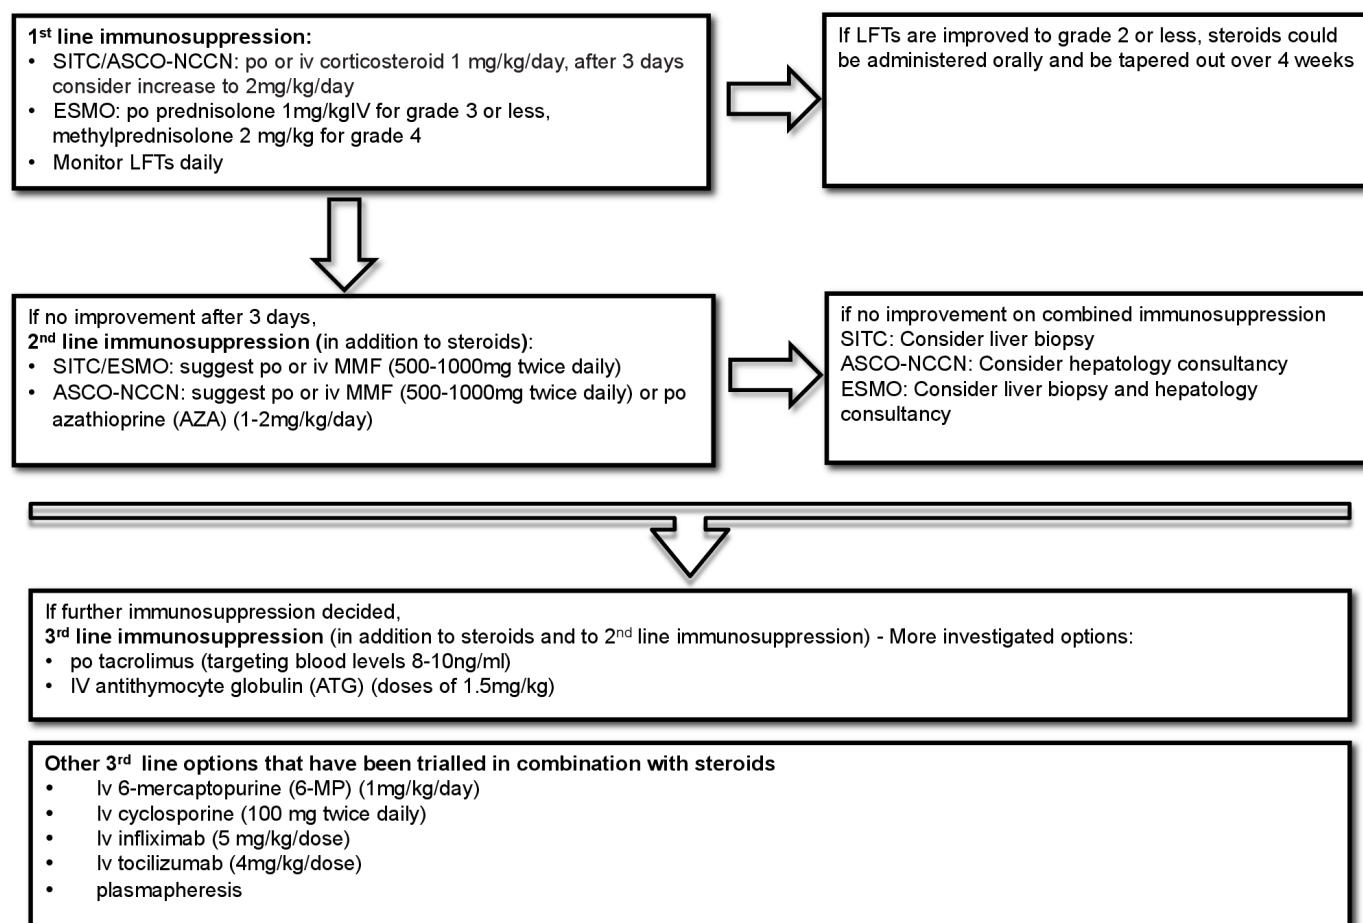 1st line immunosuppression:
• SITC/ASCO-NCCN: po or iv corticosteroid 1 mg/kg/day, after 3 days
consider increase to 2mg/kg/day
• ESMO: po prednisolone 1mg/kgIV for grade 3 or less,
methylprednisolone 2 mg/kg for grade 4
• Monitor LFTs daily
If LFTs are improved to grade 2 or less, steroids could
be administered orally and be tapered out over 4 weeks
If no improvement after 3 days,
2nd line immunosuppression (in addition to steroids):
• SITC/ESMO: suggest po or iv MMF (500-1000mg twice daily)
• ASCO-NCCN: suggest po or iv MMF (500-1000mg twice daily) or po
azathioprine (AZA) (1-2mg/kg/day)
if no improvement on combined immunosuppression
SITC: Consider liver biopsy
ASCO-NCCN: Consider hepatology consultancy
ESMO: Consider liver biopsy and hepatology
consultancy
If further immunosuppression decided,
3rd line immunosuppression (in addition to steroids and to 2nd line immunosuppression) - More investigated options:
• po tacrolimus (targeting blood levels 8-10ng/ml)
• IV antithymocyte globulin (ATG) (doses of 1.5mg/kg)
Other 3rd line options that have been trialled in combination with steroids
• Iv 6-mercaptopurine (6-MP) (1mg/kg/day)
• Iv cyclosporine (100 mg twice daily)
• Iv infliximab (5 mg/kg/dose)
• Iv tocilizumab (4mg/kg/dose)
• plasmapheresis